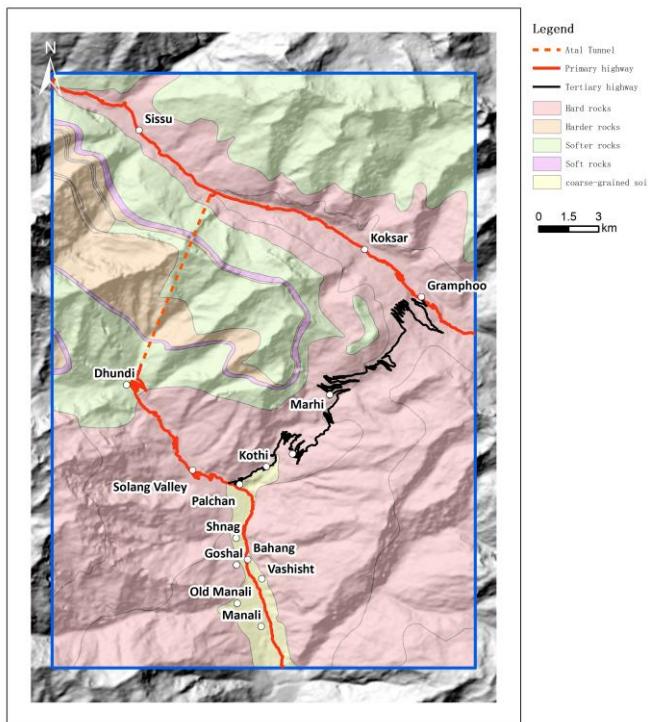 N
Sissu
Koksar
Gramphoo
Dhundi
Marhi
Kothi
Solang Valley
Palchan
Shnag
Goshal
Bahang
Vashisht
Old Manali
Manali
Legend
Atal Tunnel
Primary highway
Tertiary highway
Hard rocks
Harder rocks
Softer rocks
Soft rocks
coarse-grained soi
0 1.5 3
km